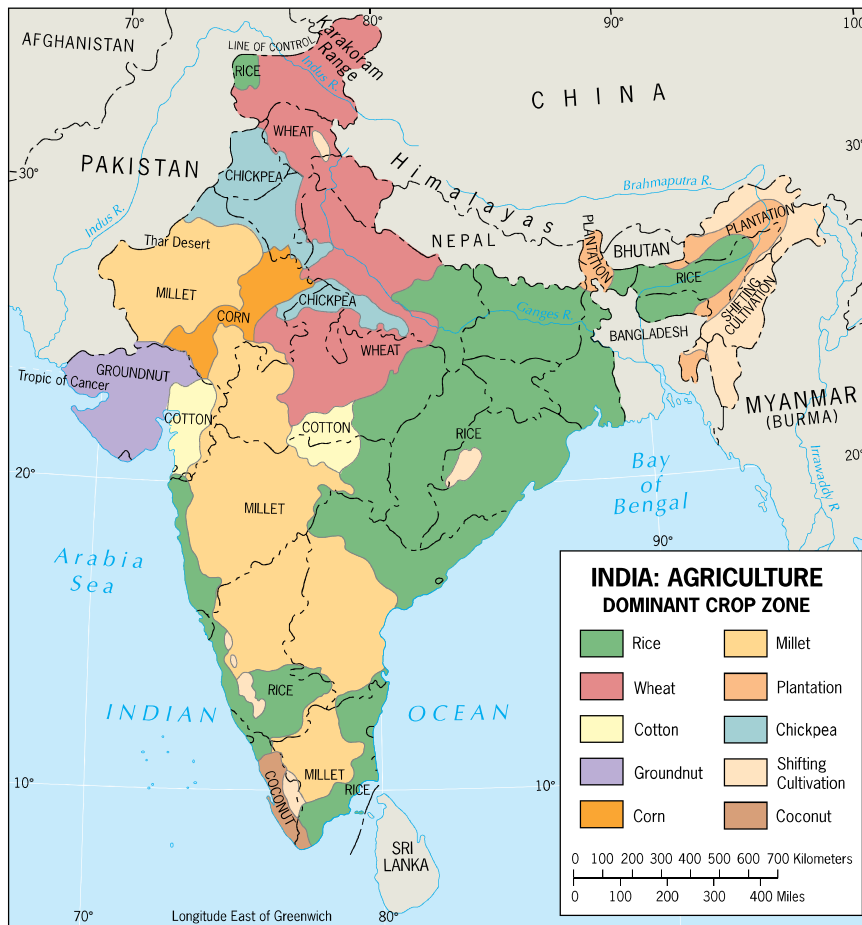 70°
80°
90°
100°
AFGHANISTAN
LINE OF CONTROL
Karakoram
Range
RICE
Indus R.
CHINA
WHEAT
30°
PAKISTAN
30°
CHICKPEA
Himalayas
Brahmaputra R.
Indus R.
Thar Desert
NEPAL
PLANTATION
BHUTAN
PLANTATION
RICE
MILLET
CHICKPEA
CORN
Ganges R.
SHIFTING
CULTIVATION
BANGLADESH
WHEAT
GROUNDNUT
Tropic of Cancer
MYANMAR
(BURMA)
COTTON
COTTON
RICE
20°
20°
Bay
of
Bengal
Irrawaddy R
MILLET
90°
Arabia
Sea
INDIA: AGRICULTURE
DOMINANT CROP ZONE
Rice
Millet
Wheat
Plantation
Cotton
Chickpea
Groundnut
Shifting
Cultivation
Corn
Coconut
0 100 200 300 400 500 600 700 Kilometers
0 100 200 300 400 Miles
RICE
INDIAN OCEAN
10°
MILLET
RICE
10°
COCONUT
SRI
LANKA
70°
Longitude East of Greenwich
80°